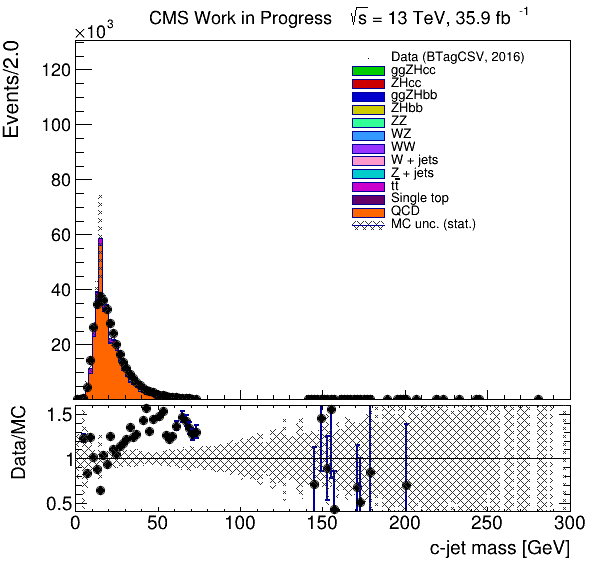 CMS Work in Progress √s = 13 TeV, 35.9 fb -1
×10³
Events/2.0
120
100
80
60
40
20
Data (BTagCSV, 2016)
ggZHcc
ZHcc
ggZHbb
ZHbb
ZZ
WZ
WW
W + jets
Z + jets
tt̅
Single top
QCD
MC unc. (stat.)
Data/MC
1.5
1
0.5
0 50 100 150 200 250 300
c-jet mass [GeV]